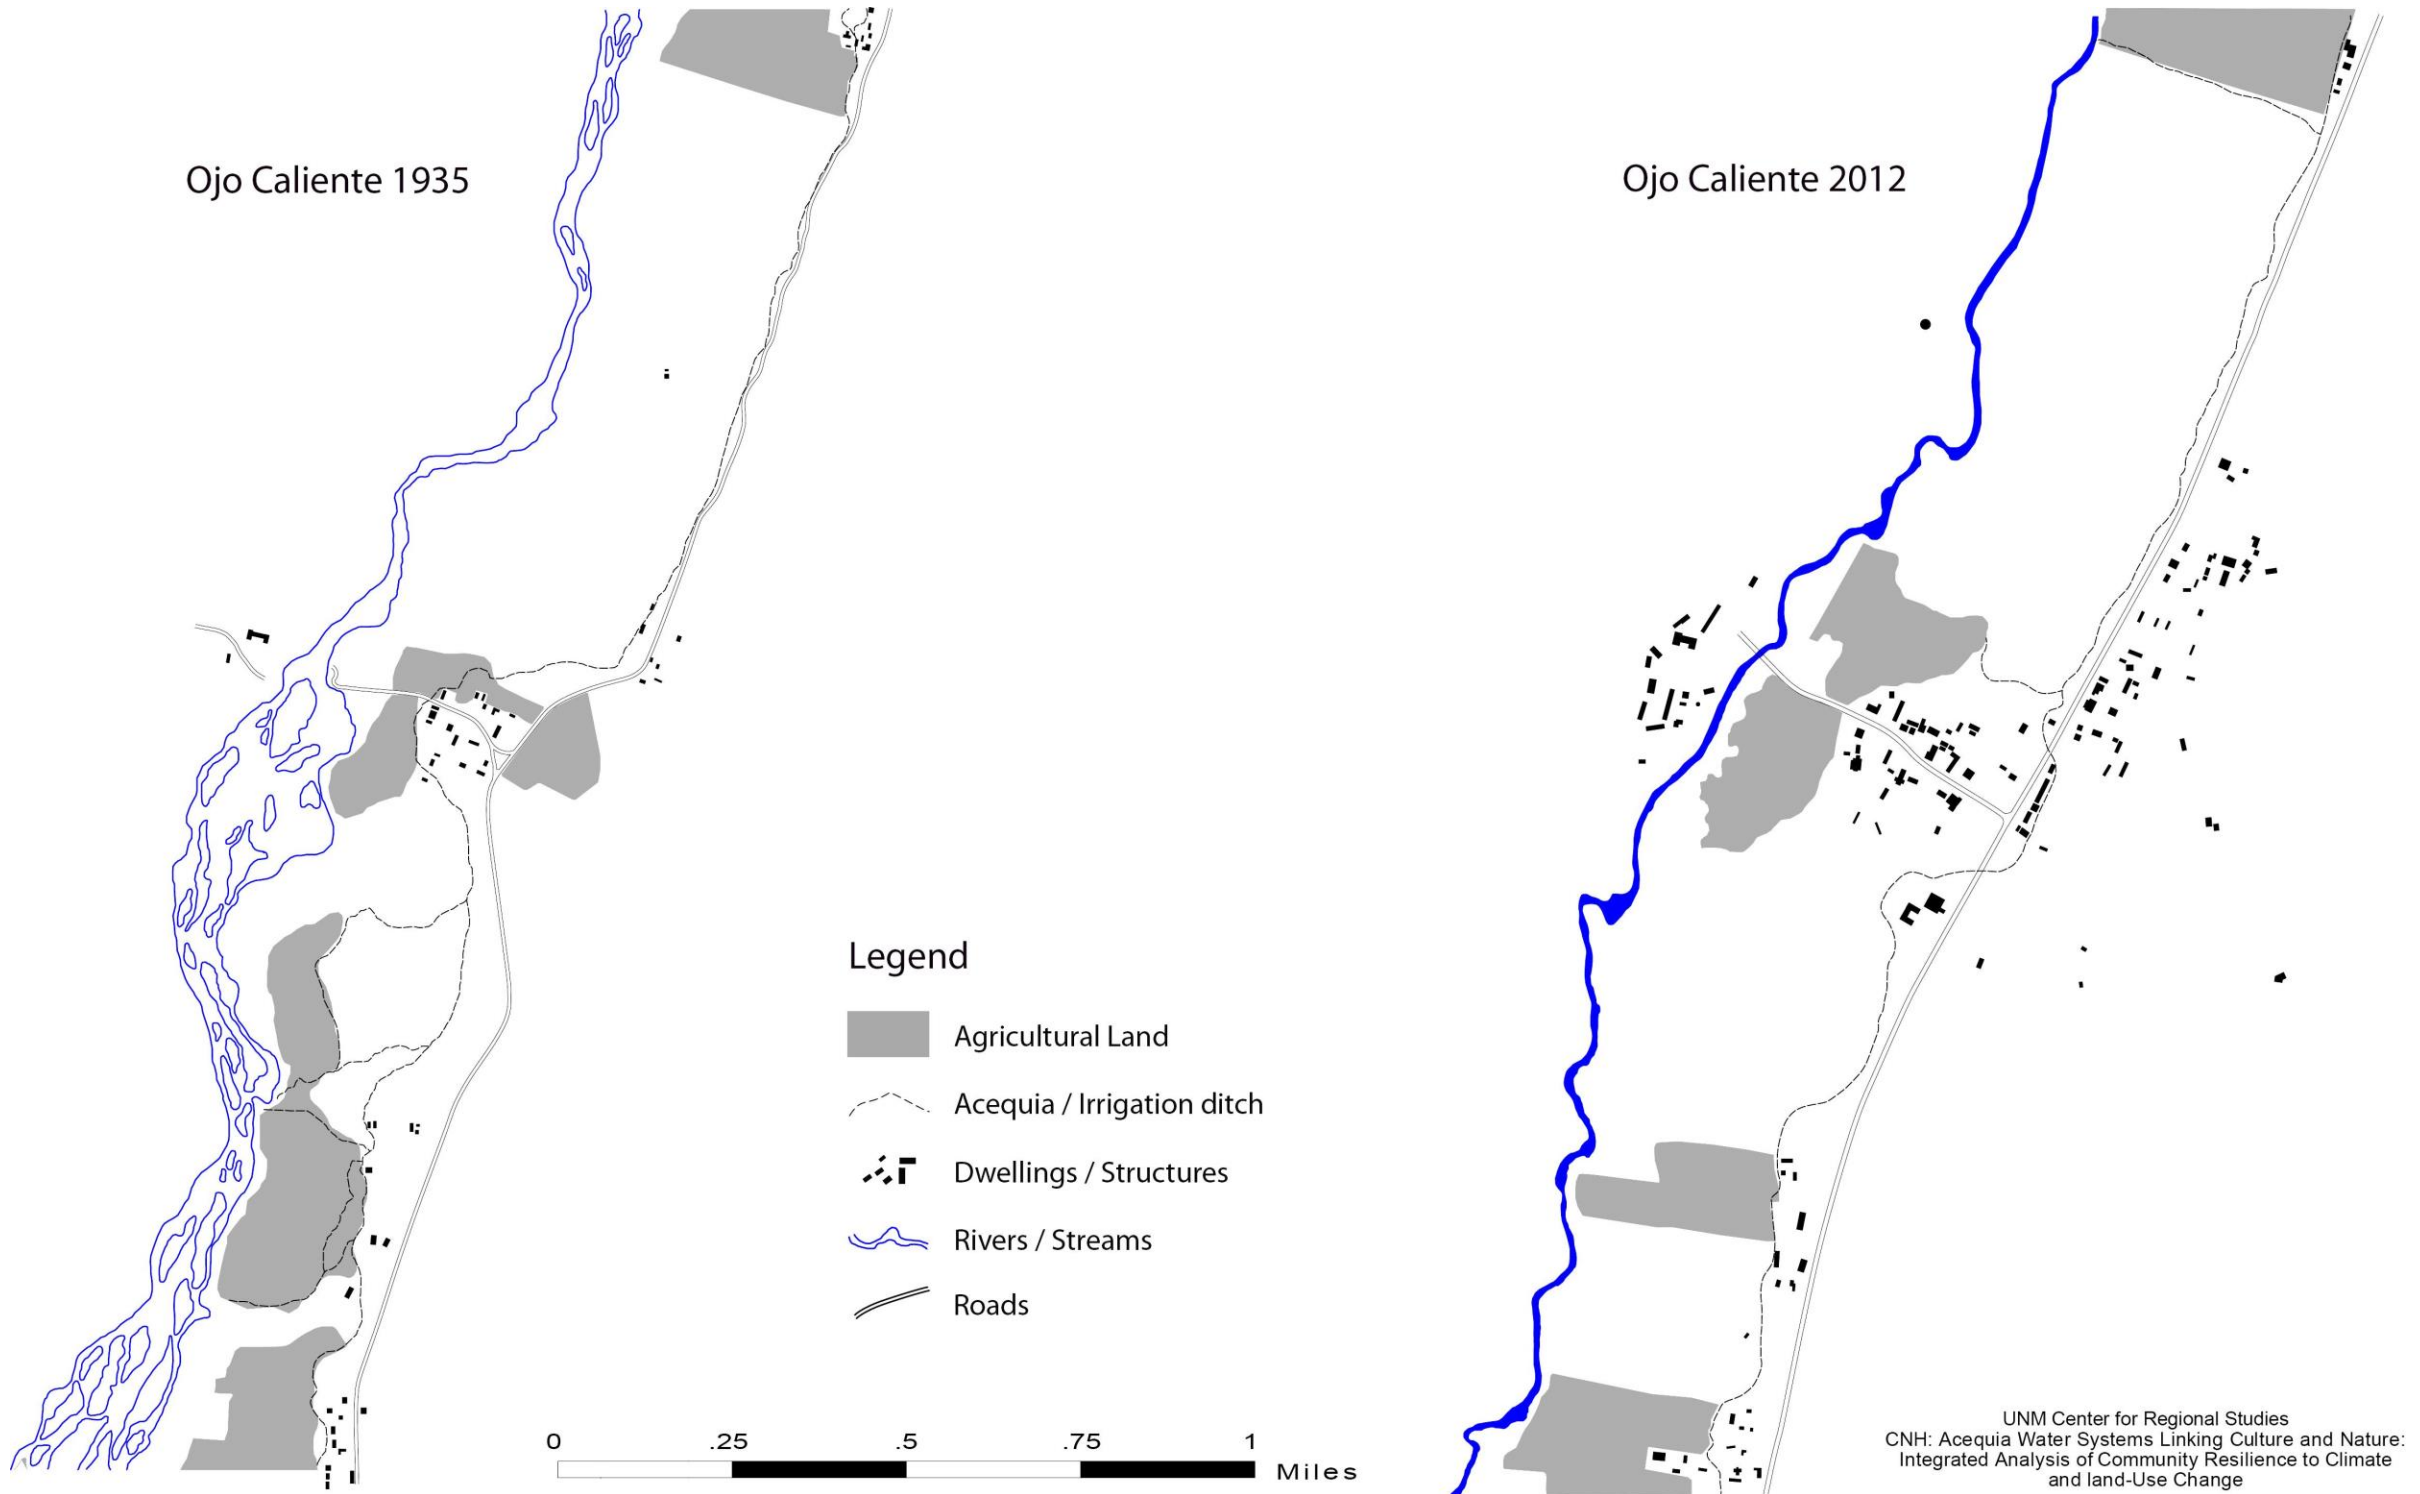 Ojo Caliente 1935
Ojo Caliente 2012
Legend
Agricultural Land
Acequia / Irrigation ditch
Dwellings / Structures
Rivers / Streams
Roads
0 .25 .5 .75 1
Miles
UNM Center for Regional Studies
CNH: Acequia Water Systems Linking Culture and Nature:
Integrated Analysis of Community Resilience to Climate
and land-Use Change